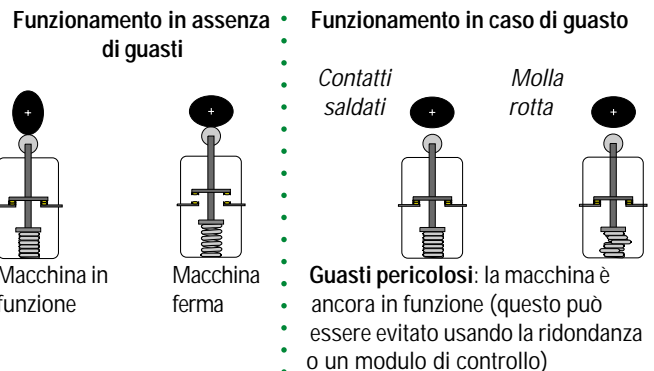 Funzionamento in assenza
di guasti
Macchina in
funzione
Macchina
ferma
Funzionamento in caso di guasto
Contatti
saldati
Molla
rotta
Guasti pericolosi: la macchina è
ancora in funzione (questo può
essere evitato usando la ridondanza
o un modulo di controllo)